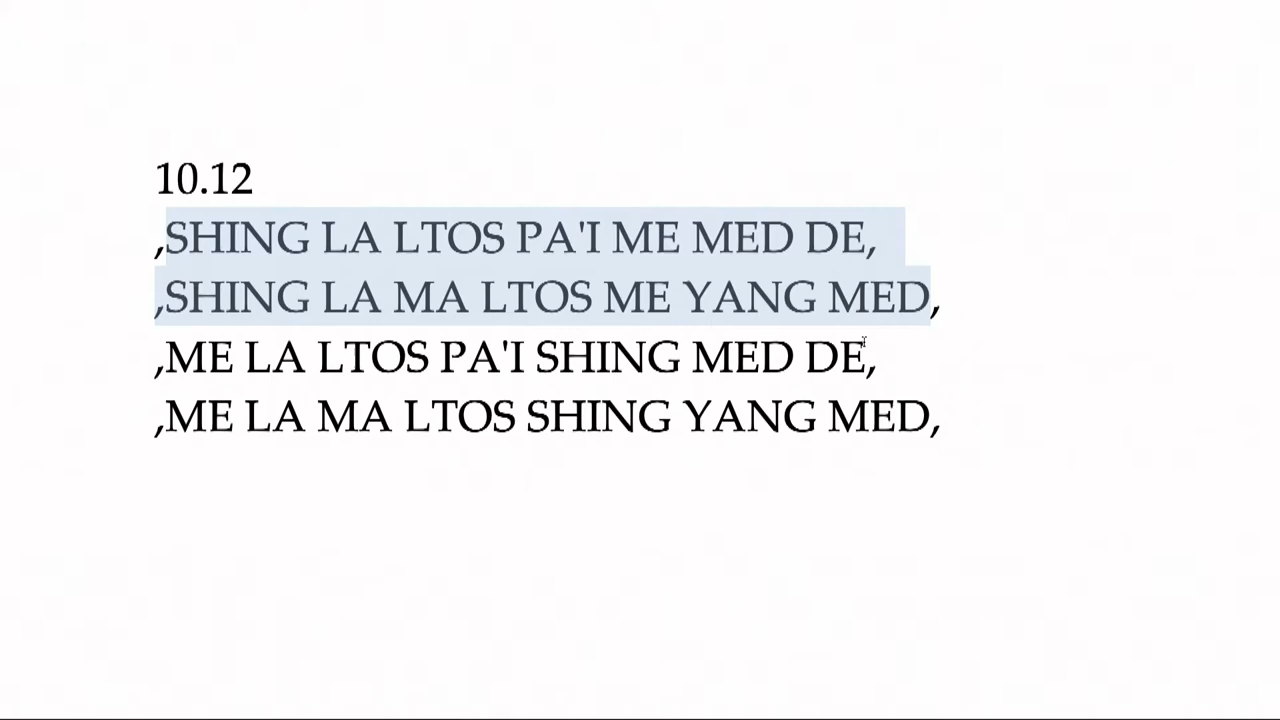 10.12
,SHING LA LTOS PA'I ME MED DE,
,SHING LA MA LTOS ME YANG MED,
,ME LA LTOS PA'I SHING MED DE,
,ME LA MA LTOS SHING YANG MED,